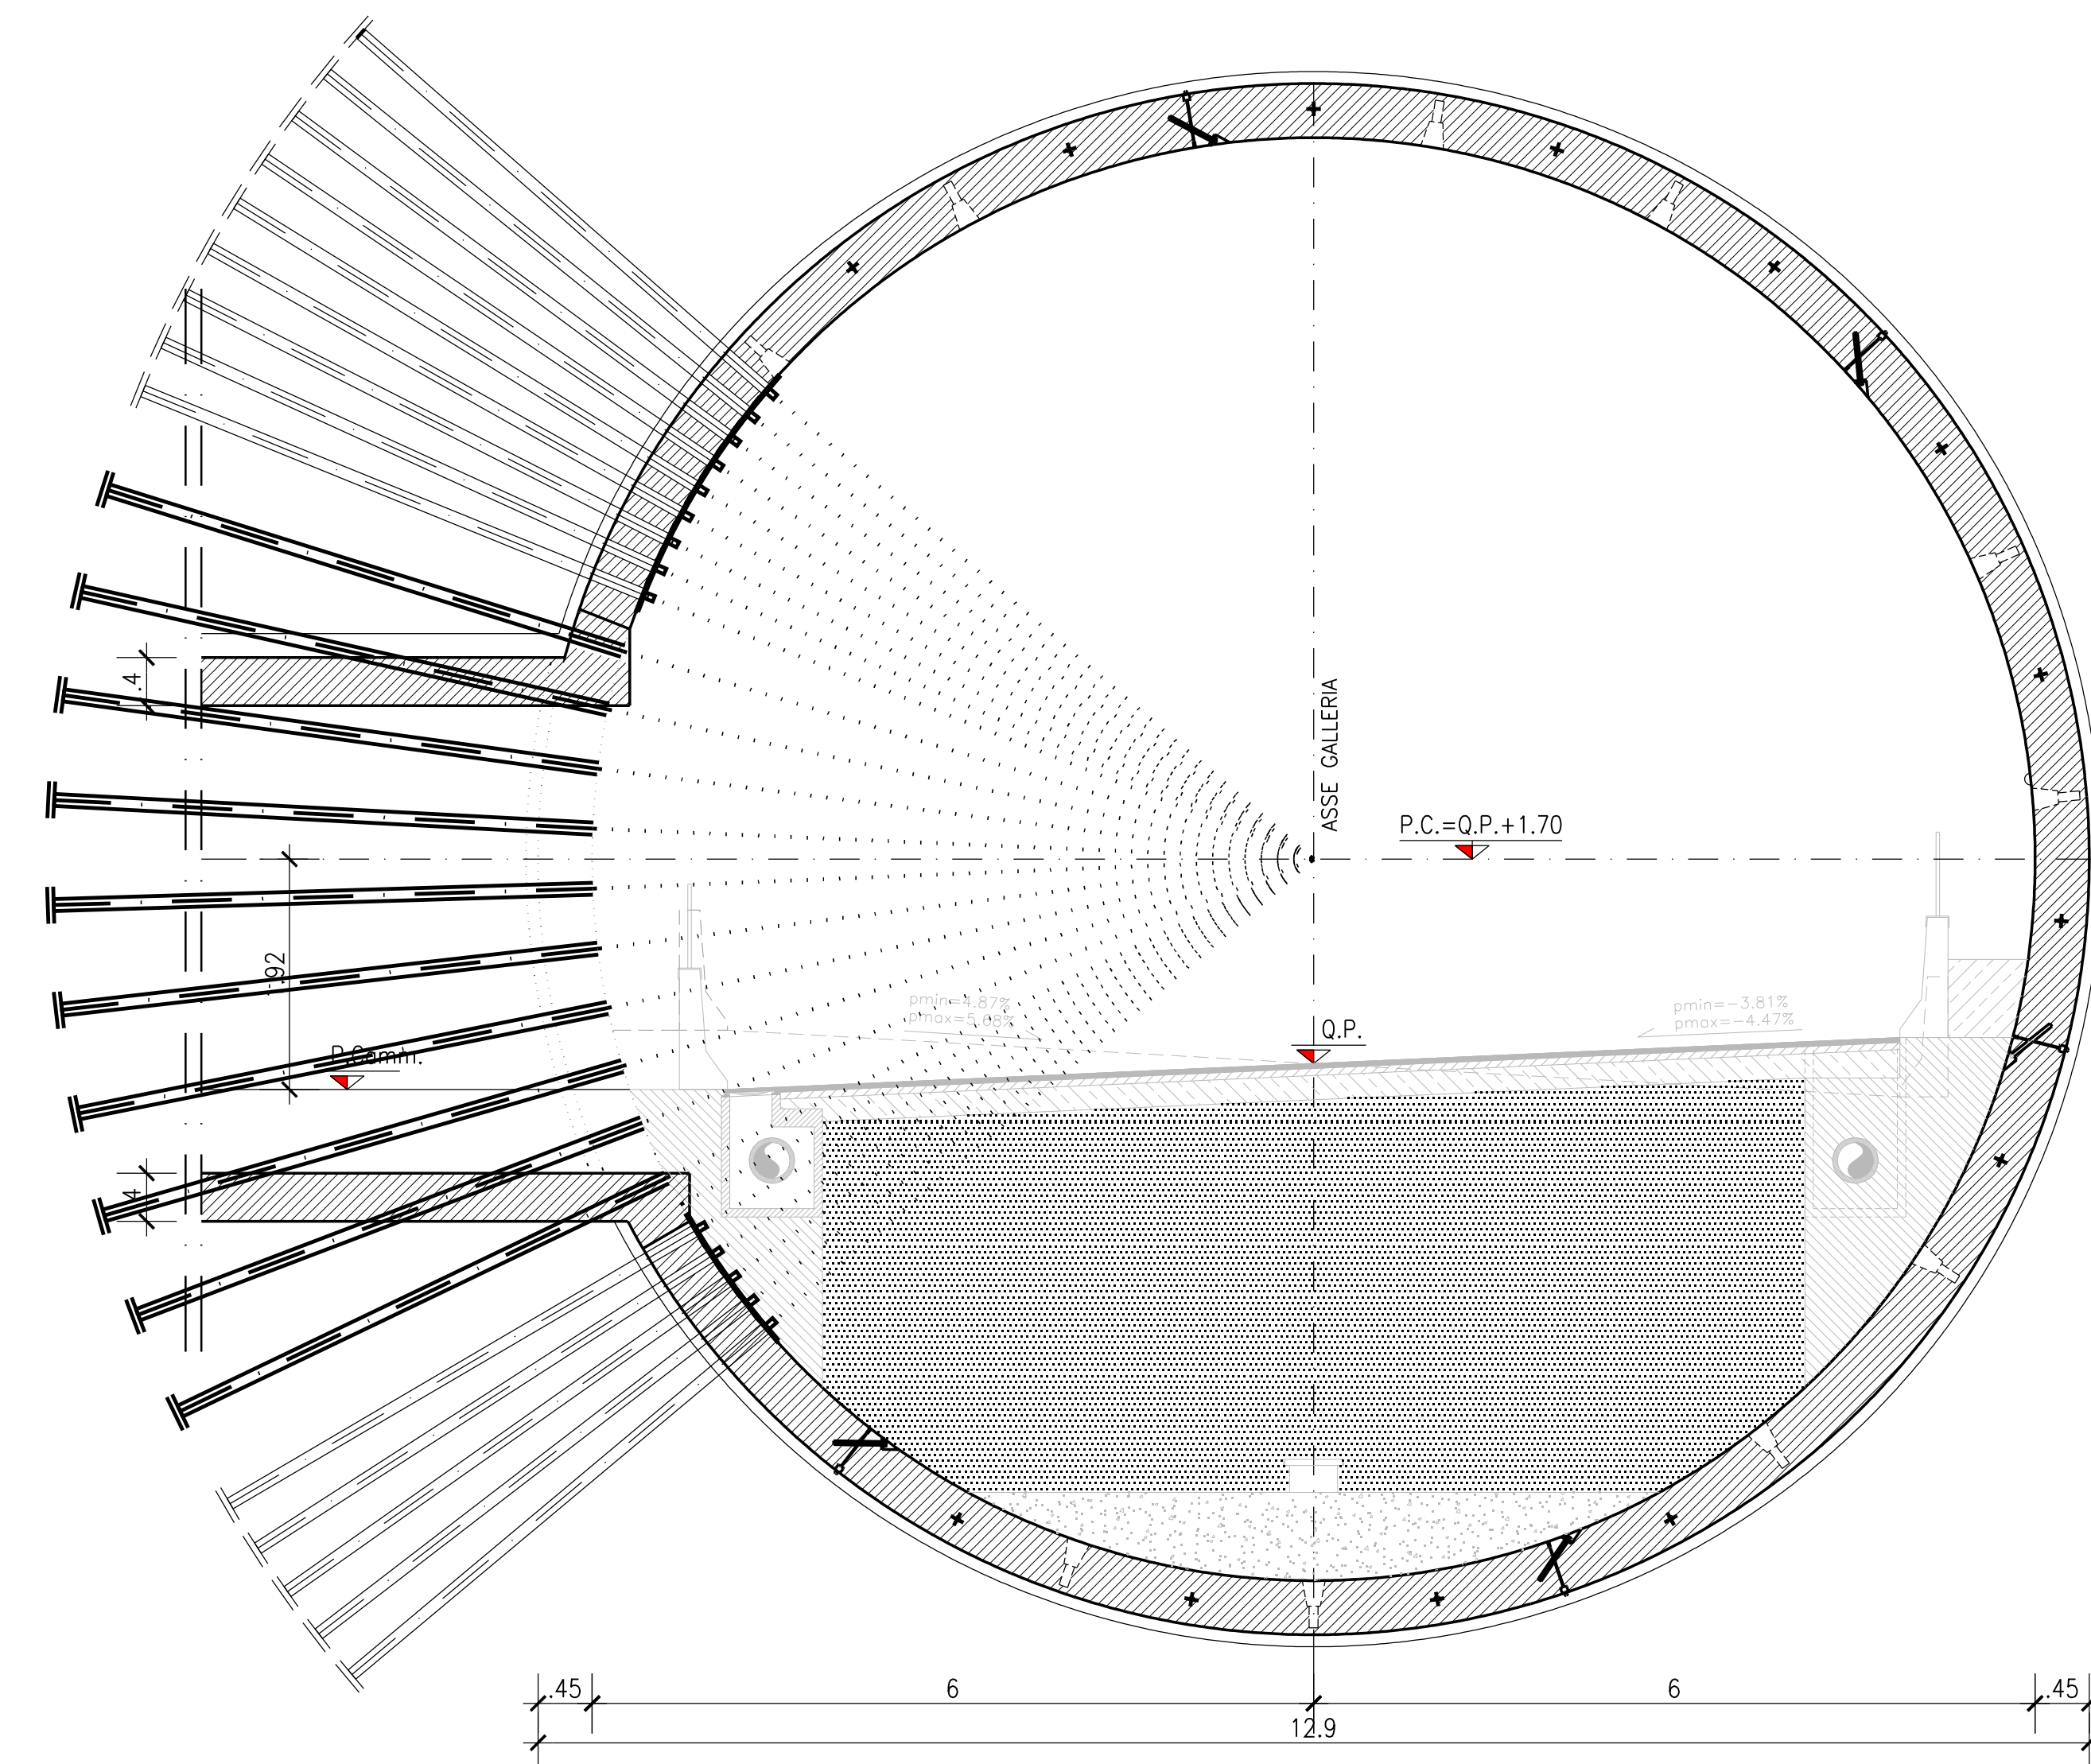 .4
ASSE GALLERIA
P.C.=Q.P.+1.70
.92
pmin=4.87%
pmax=5.68%
pmin=-3.81%
pmax=-4.47%
Q.P.
P.Camm.
.4
.45
6
6
.45
12.9